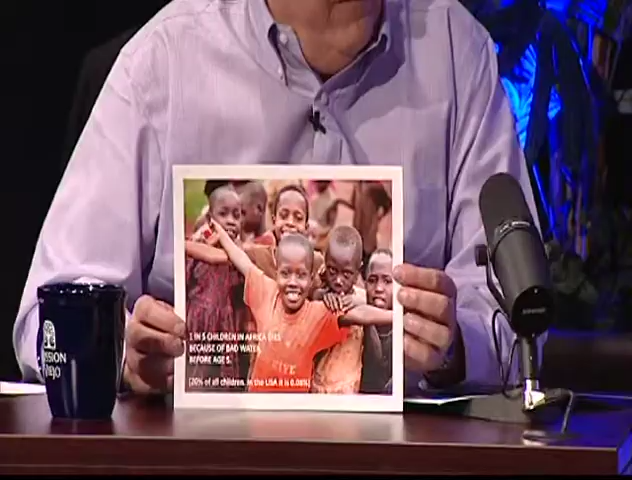 1 IN 5 CHILDREN IN AFRICA DIES
BECAUSE OF BAD WATER,
BEFORE AGE 5.
(20% of all children. In the USA it is 0.08%)